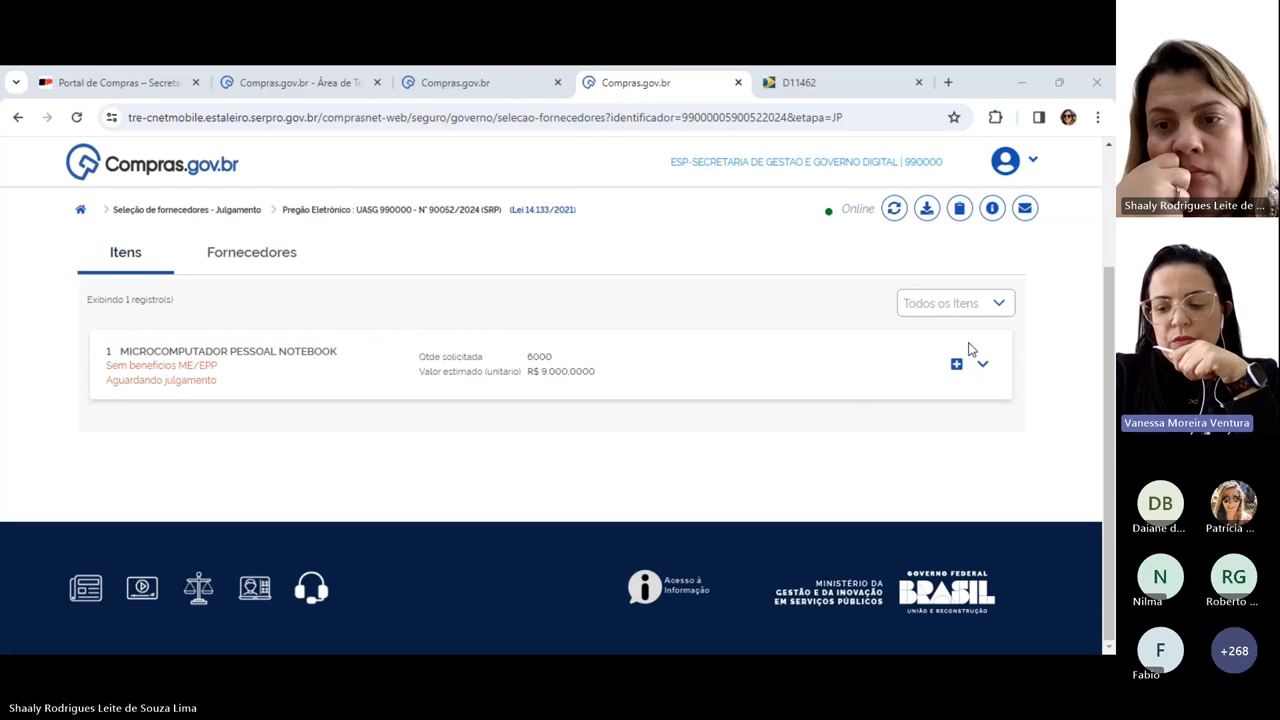 Portal de Compras – Secreta
Compras.gov.br - Área de Tr
Compras.gov.br
Compras.gov.br
D11462
tre-cnetmobile.estaleiro.serpro.gov.br/comprasnet-web/seguro/governo/selecao-fornecedores?identificador=99000005900522024&etapa=JP
Compras.gov.br
ESP-SECRETARIA DE GESTAO E GOVERNO DIGITAL | 990000
Seleção de fornecedores - Julgamento
Pregão Eletrônico : UASG 990000 - N° 90052/2024 (SRP)
(Lei 14.133/2021)
Online
Itens
Fornecedores
Exibindo 1 registro(s)
Todos os Itens
1 MICROCOMPUTADOR PESSOAL NOTEBOOK
Sem benefícios ME/EPP
Aguardando julgamento
Qtde solicitada 6000
Valor estimado (unitário) R$ 9.000,0000
Acesso à
Informação
MINISTÉRIO DA
GESTÃO E DA INOVAÇÃO
EM SERVIÇOS PÚBLICOS
GOVERNO FEDERAL
BRASIL
UNIÃO E RECONSTRUÇÃO
Shaaly Rodrigues Leite de ...
Vanessa Moreira Ventura
DB
Daiane d...
Patrícia ...
N
Nilma
RG
Roberto ...
F
Fabio
+268
Shaaly Rodrigues Leite de Souza Lima